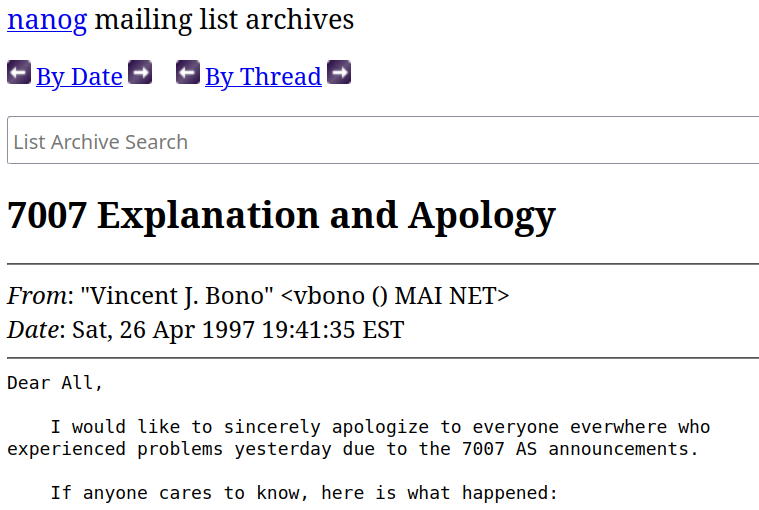 nanog mailing list archives
By Date By Thread
List Archive Search
7007 Explanation and Apology
From: "Vincent J. Bono" <vbono () MAI NET>
Date: Sat, 26 Apr 1997 19:41:35 EST
Dear All,
I would like to sincerely apologize to everyone everwhere who
experienced problems yesterday due to the 7007 AS announcements.
If anyone cares to know, here is what happened: